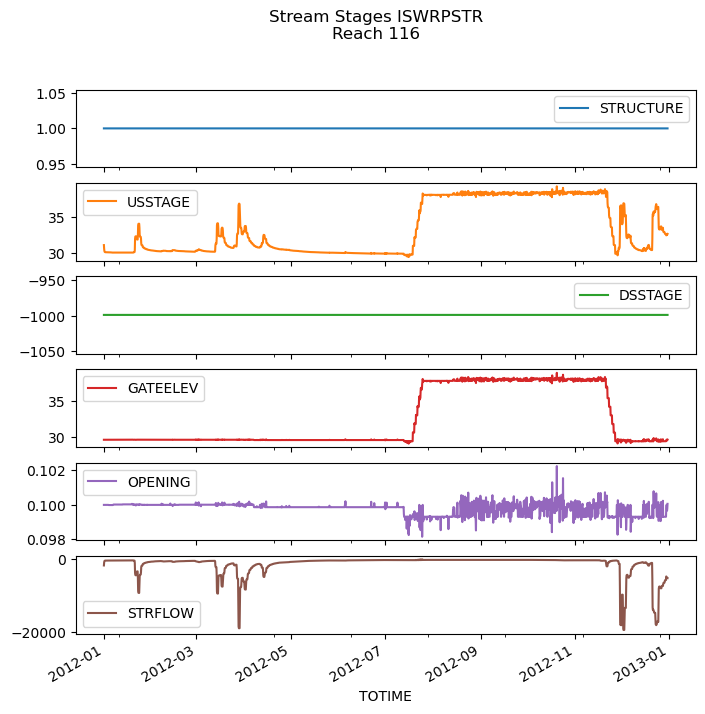 Stream Stages ISWRPSTR
Reach 116
1.05
1.00
0.95
STRUCTURE
35
30
USSTAGE
−950
−1000
−1050
DSSTAGE
35
30
GATEELEV
0.102
0.100
0.098
OPENING
0
−20000
STRFLOW
2012-01
2012-03
2012-05
2012-07
2012-09
2012-11
2013-01
TOTIME